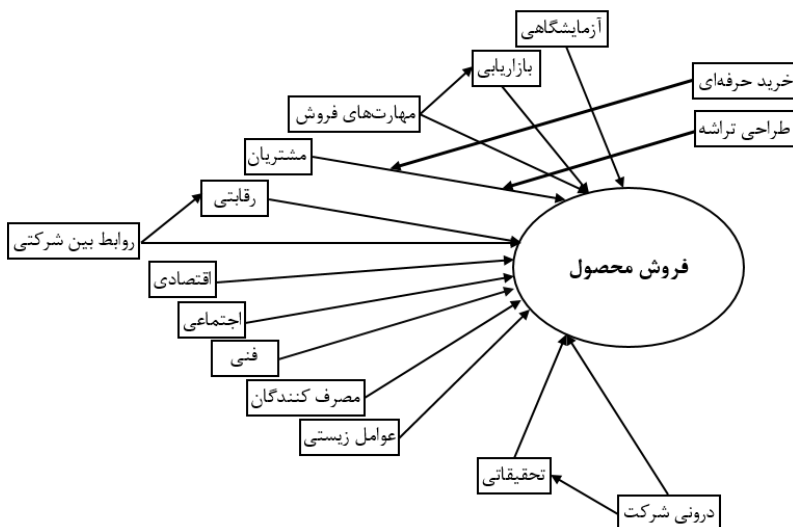 آزمایشگاهی
بازاریابی
خرید حرفه‌ای
مهارت‌های فروش
طراحی تراشه
مشتریان
رقابتی
روابط بین شرکتی
فروش محصول
اقتصادی
اجتماعی
فنی
مصرف کنندگان
عوامل زیستی
تحقیقاتی
درونی شرکت